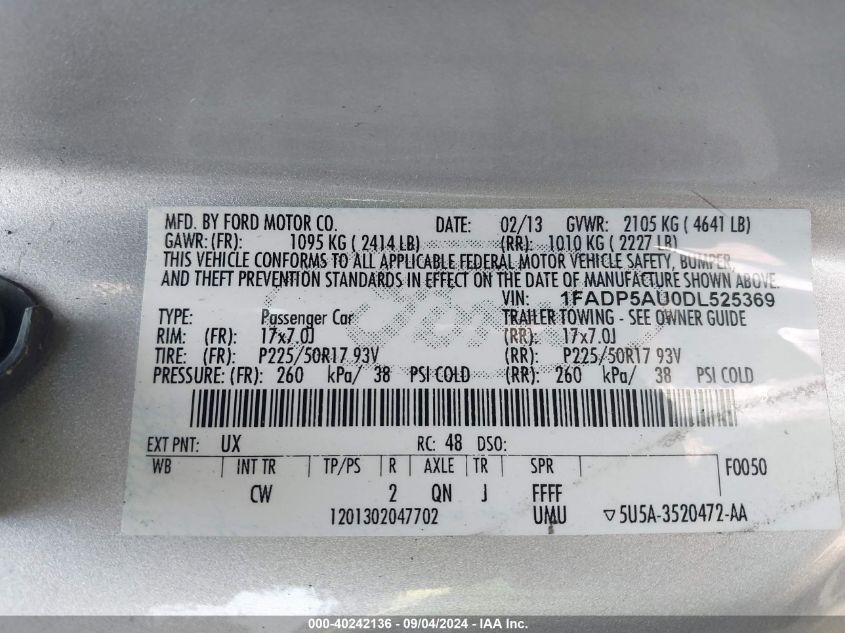 MFD. BY FORD MOTOR CO. DATE: 02/13 GVWR: 2105 KG ( 4641 LB)
GAWR: (FR): 1095 KG ( 2414 LB) (RR): 1010 KG ( 2227 LB)
THIS VEHICLE CONFORMS TO ALL APPLICABLE FEDERAL MOTOR VEHICLE SAFETY, BUMPER,
AND THEFT PREVENTION STANDARDS IN EFFECT ON THE DATE OF MANUFACTURE SHOWN ABOVE.
VIN: 1FADP5AU0DL525369
TYPE: Passenger Car TRAILER TOWING - SEE OWNER GUIDE
RIM: (FR): 17x7.0J (RR): 17x7.0J
TIRE: (FR): P225/50R17 93V (RR): P225/50R17 93V
PRESSURE: (FR): 260 kPa/ 38 PSI COLD (RR): 260 kPa/ 38 PSI COLD
EXT PNT: UX RC: 48 DSO:
WB INT TR TP/PS R AXLE TR SPR F0050
CW 2 QN J FFFF
1201302047702 UMU ▽5U5A-3520472-AA
000-40242136 - 09/04/2024 - IAA Inc.